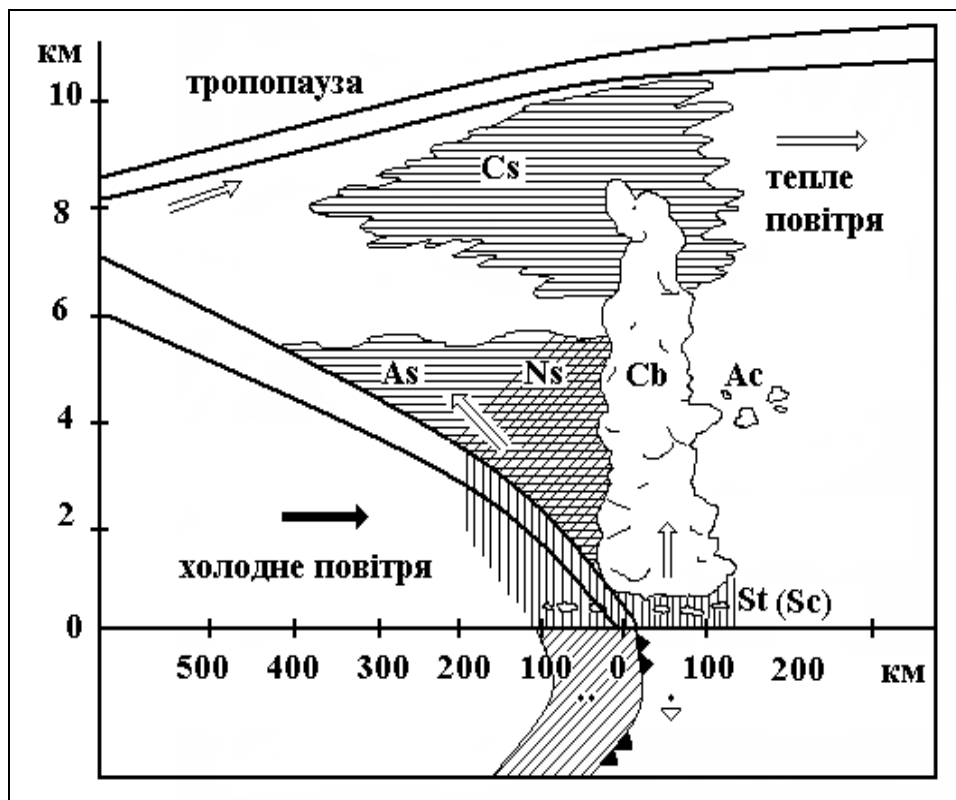 км
10
8
6
4
2
0
тропопауза
Cs
тепле
повітря
As
Ns
Cb
Ac
холодне повітря
St (Sc)
500 400 300 200 100 0 100 200 км